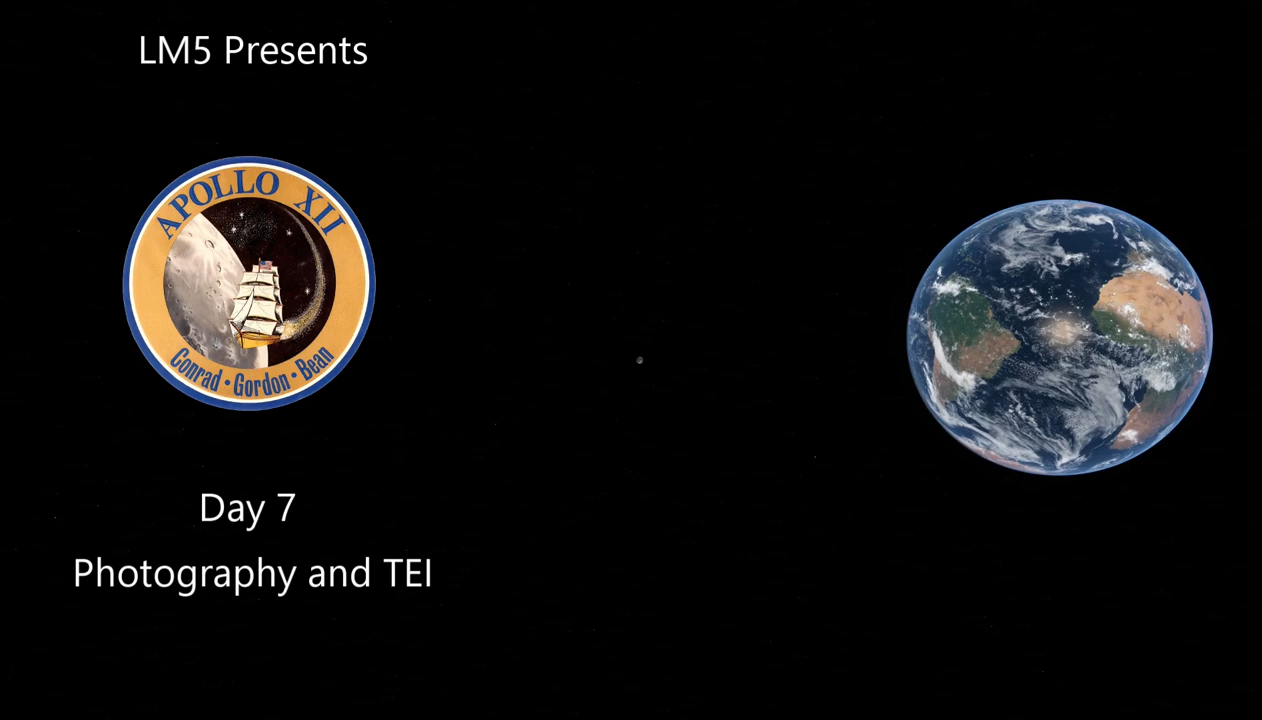 LM5 Presents
APOLLO XII
Conrad • Gordon • Bean
Day 7
Photography and TEI